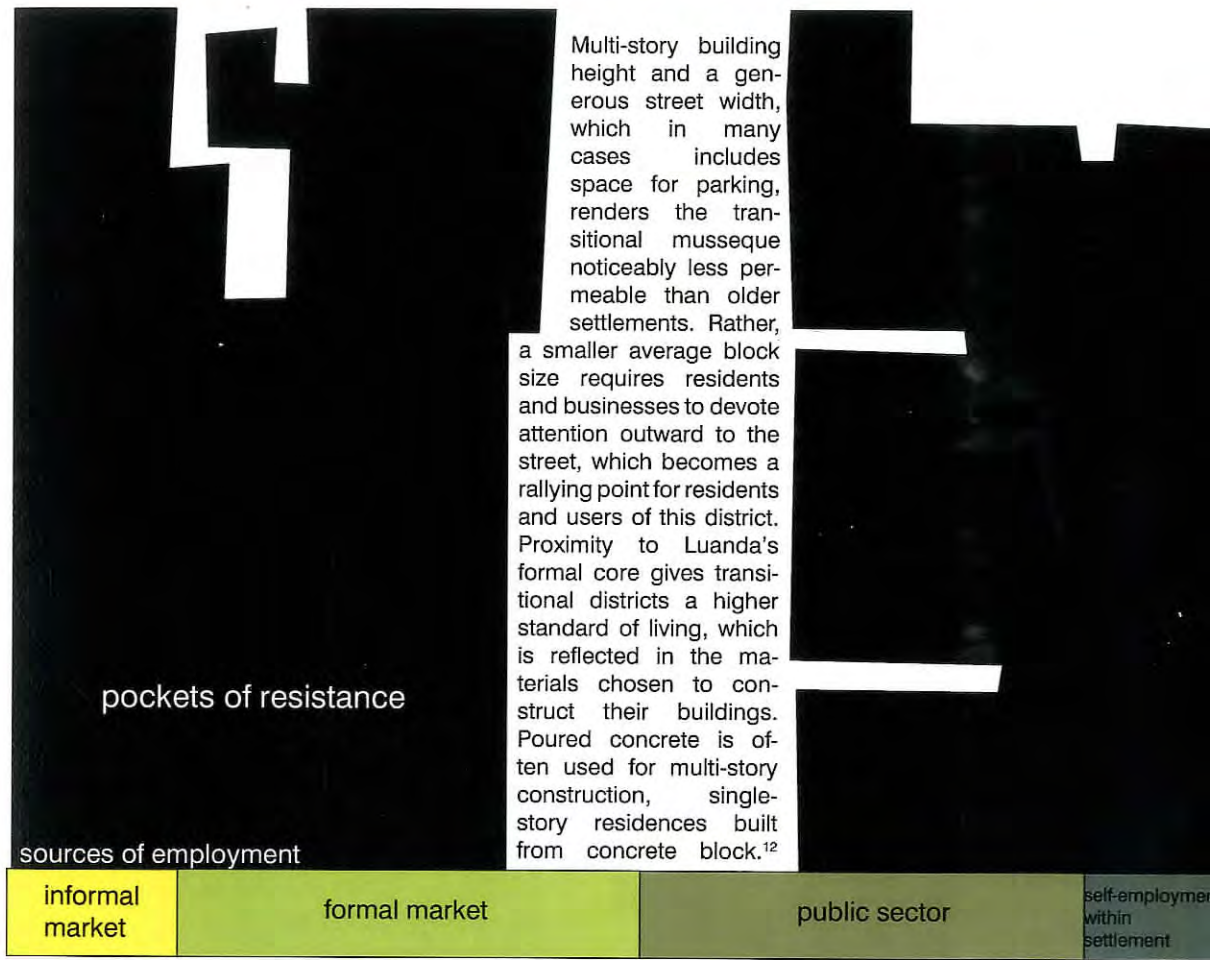 Multi-story building
height and a gen-
erous street width,
which in many
cases includes
space for parking,
renders the tran-
sitional musseque
noticeably less per-
meable than older
settlements. Rather,
a smaller average block
size requires residents
and businesses to devote
attention outward to the
street, which becomes a
rallying point for residents
and users of this district.
Proximity to Luanda's
formal core gives transi-
tional districts a higher
standard of living, which
is reflected in the ma-
terials chosen to con-
struct their buildings.
Poured concrete is of-
ten used for multi-story
construction, single-
story residences built
from concrete block.¹²
pockets of resistance
sources of employment
informal
market
formal market
public sector
within
settlement